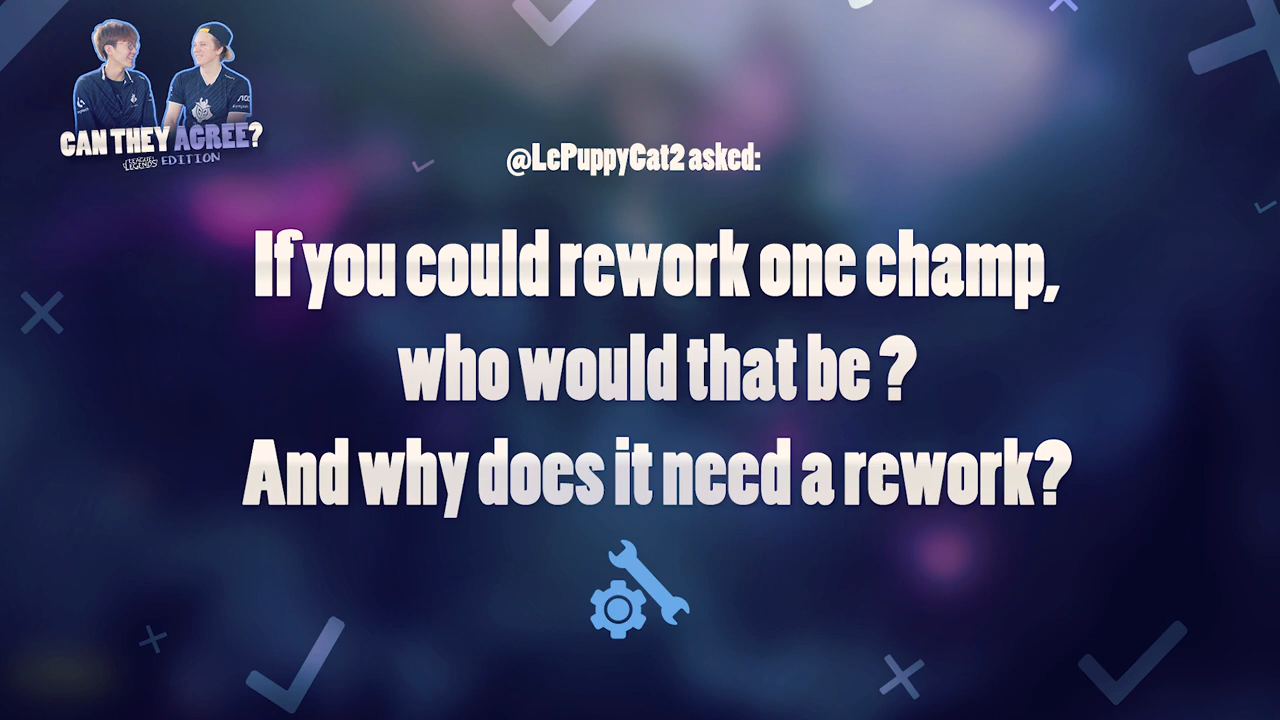 CAN THEY AGREE?
LEAGUE LEGENDS EDITION
@LePuppyCat2 asked:
If you could rework one champ,
who would that be ?
And why does it need a rework?